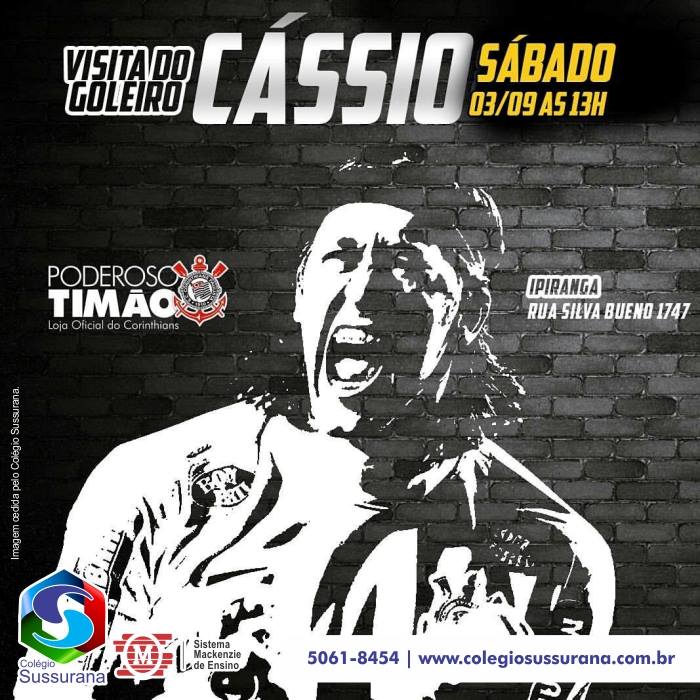 VISITA DO
GOLEIRO
CÁSSIO
SÁBADO
03/09 AS 13H
PODEROSO
TIMÃO
Loja Oficial do Corinthians
IPIRANGA
RUA SILVA BUENO 1747
Imagem cedida pelo Colégio Sussurana.
S
Colégio
Sussurana
M
Sistema
Mackenzie
de Ensino
5061-8454 | www.colegiosussurana.com.br